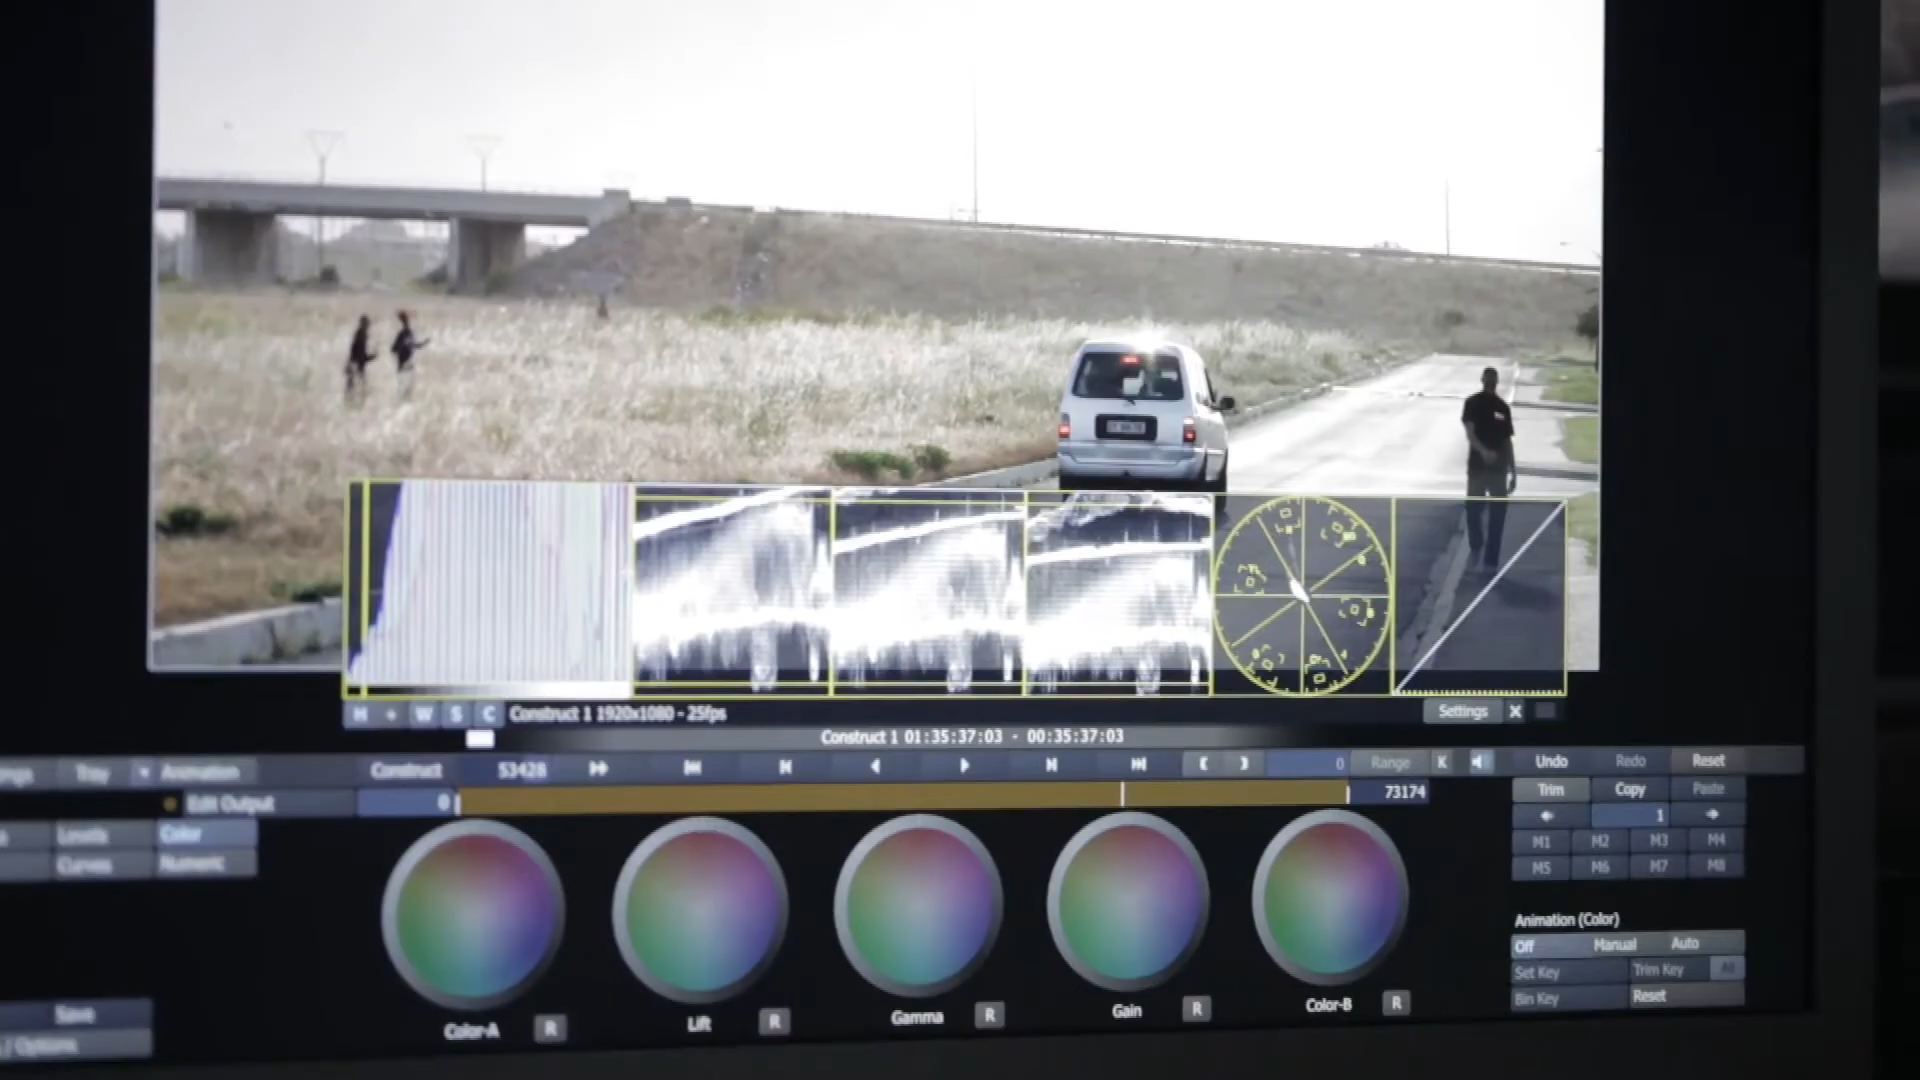 H + W S C Construct 1 1920x1080 - 25fps Settings X
Construct 1 01:35:37:03 - 00:35:37:03
Tray Animation Construct 53428 0 Range K Undo Redo Reset
Edit Output 0 73174 Trim Copy Paste
1
Levels Color M1 M2 M3 M4
Curves Numeric M5 M6 M7 M8
Animation (Color)
Off Manual Auto
Set Key Trim Key All
Bin Key Reset
Save
/ Options
Color-A R Lift R Gamma R Gain R Color-B R